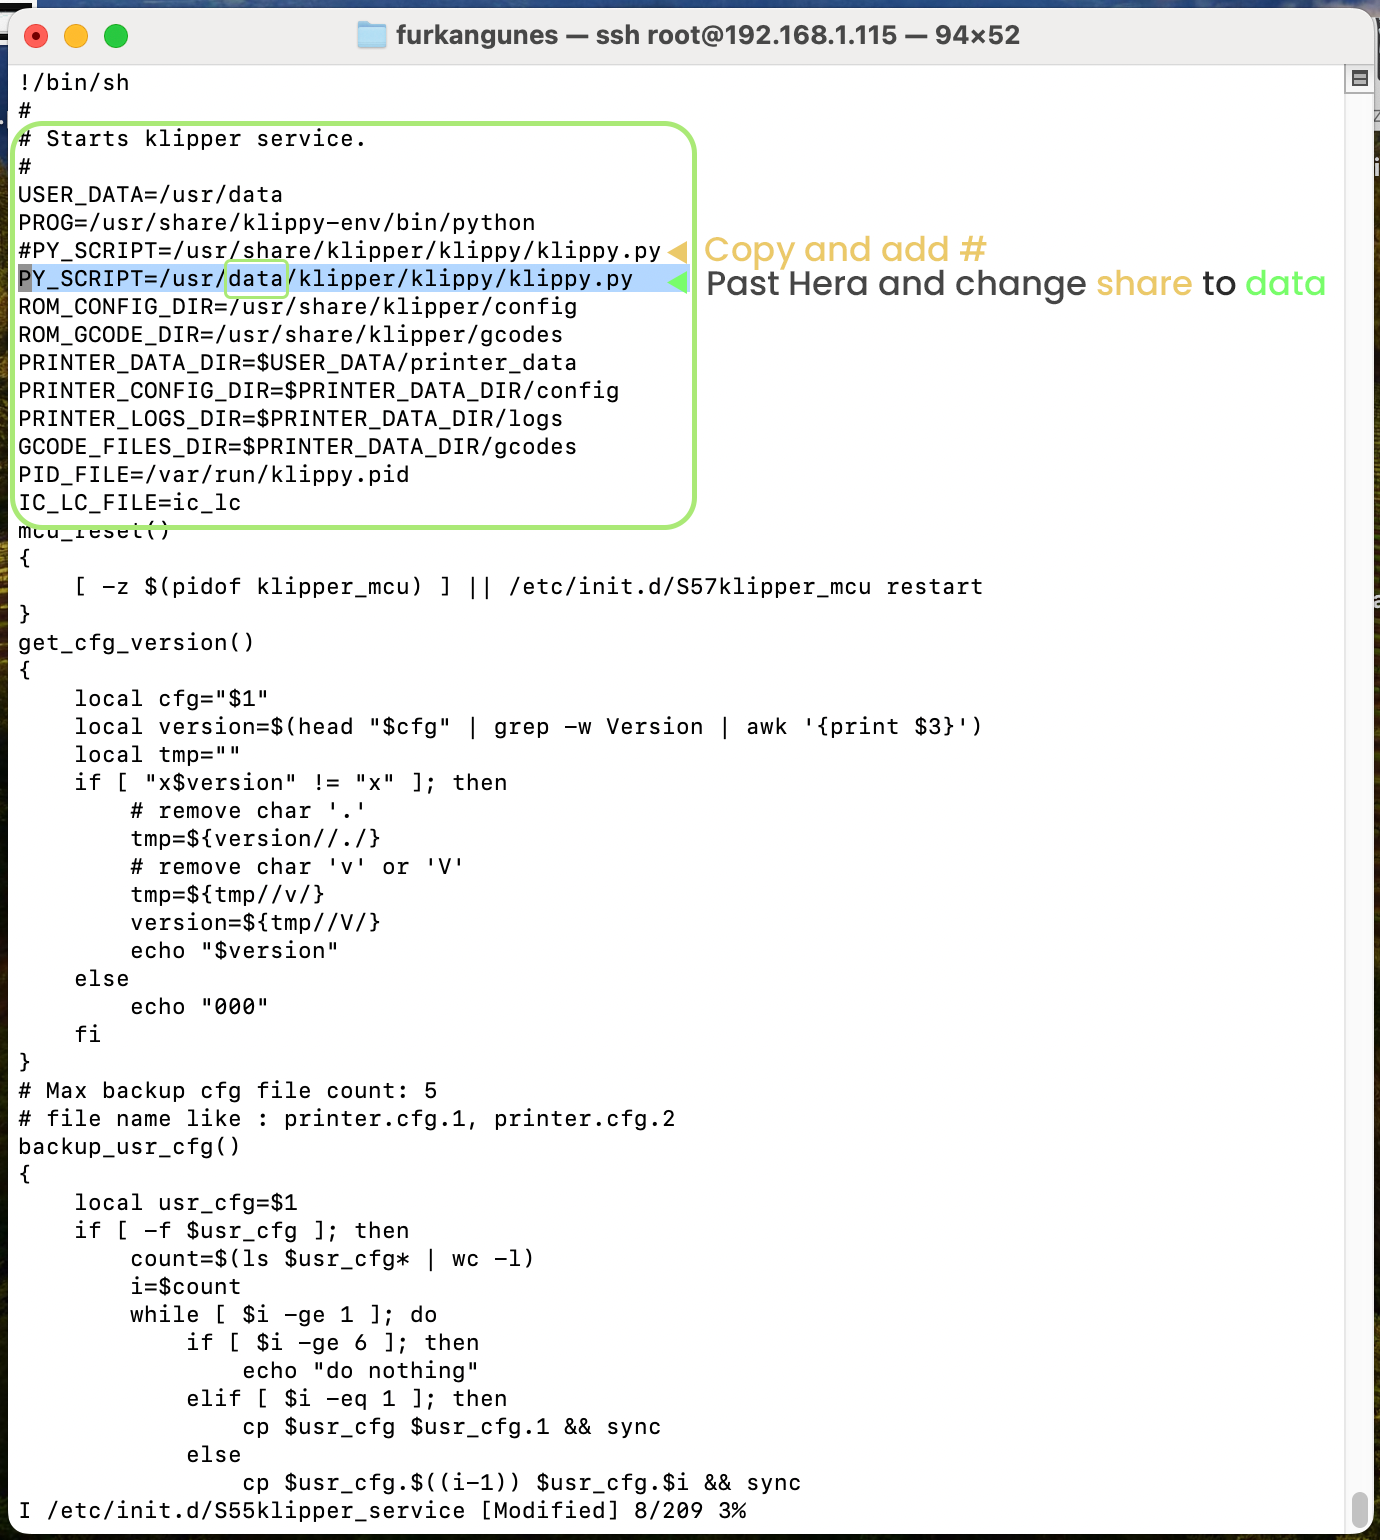 furkangunes — ssh root@192.168.1.115 — 94×52
!/bin/sh
#
# Starts klipper service.
#
USER_DATA=/usr/data
PROG=/usr/share/klippy-env/bin/python
#PY_SCRIPT=/usr/share/klipper/klippy/klippy.py
Copy and add #
PY_SCRIPT=/usr/data/klipper/klippy/klippy.py
Past Hera and change share to data
ROM_CONFIG_DIR=/usr/share/klipper/config
ROM_GCODE_DIR=/usr/share/klipper/gcodes
PRINTER_DATA_DIR=$USER_DATA/printer_data
PRINTER_CONFIG_DIR=$PRINTER_DATA_DIR/config
PRINTER_LOGS_DIR=$PRINTER_DATA_DIR/logs
GCODE_FILES_DIR=$PRINTER_DATA_DIR/gcodes
PID_FILE=/var/run/klippy.pid
IC_LC_FILE=ic_lc
mcu_reset()
{
    [ -z $(pidof klipper_mcu) ] || /etc/init.d/S57klipper_mcu restart
}
get_cfg_version()
{
    local cfg="$1"
    local version=$(head "$cfg" | grep -w Version | awk '{print $3}')
    local tmp=""
    if [ "x$version" != "x" ]; then
        # remove char '.'
        tmp=${version//./}
        # remove char 'v' or 'V'
        tmp=${tmp//v/}
        version=${tmp//V/}
        echo "$version"
    else
        echo "000"
    fi
}
# Max backup cfg file count: 5
# file name like : printer.cfg.1, printer.cfg.2
backup_usr_cfg()
{
    local usr_cfg=$1
    if [ -f $usr_cfg ]; then
        count=$(ls $usr_cfg* | wc -l)
        i=$count
        while [ $i -ge 1 ]; do
            if [ $i -ge 6 ]; then
                echo "do nothing"
            elif [ $i -eq 1 ]; then
                cp $usr_cfg $usr_cfg.1 && sync
            else
                cp $usr_cfg.$((i-1)) $usr_cfg.$i && sync
I /etc/init.d/S55klipper_service [Modified] 8/209 3%